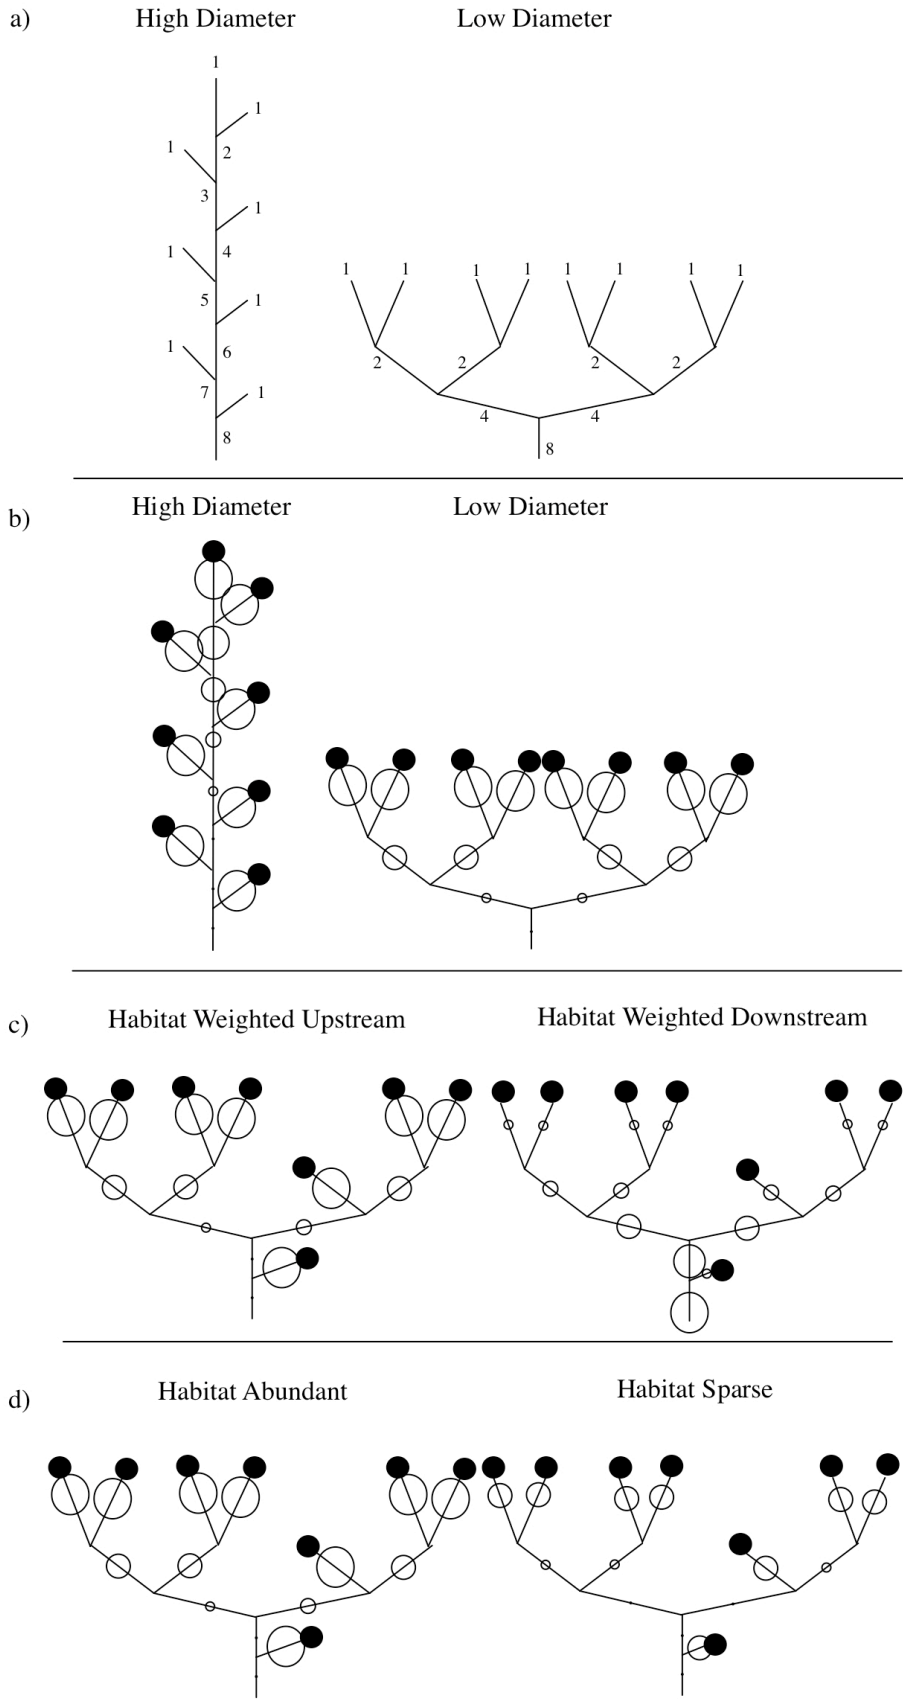 a) High Diameter Low Diameter
1
1
1 2
3
1
1 4
5 1
1 6
7 1
8
1 1 1 1 1 1 1 1
2 2 2 2
4 4
8
b) High Diameter Low Diameter
c) Habitat Weighted Upstream Habitat Weighted Downstream
d) Habitat Abundant Habitat Sparse